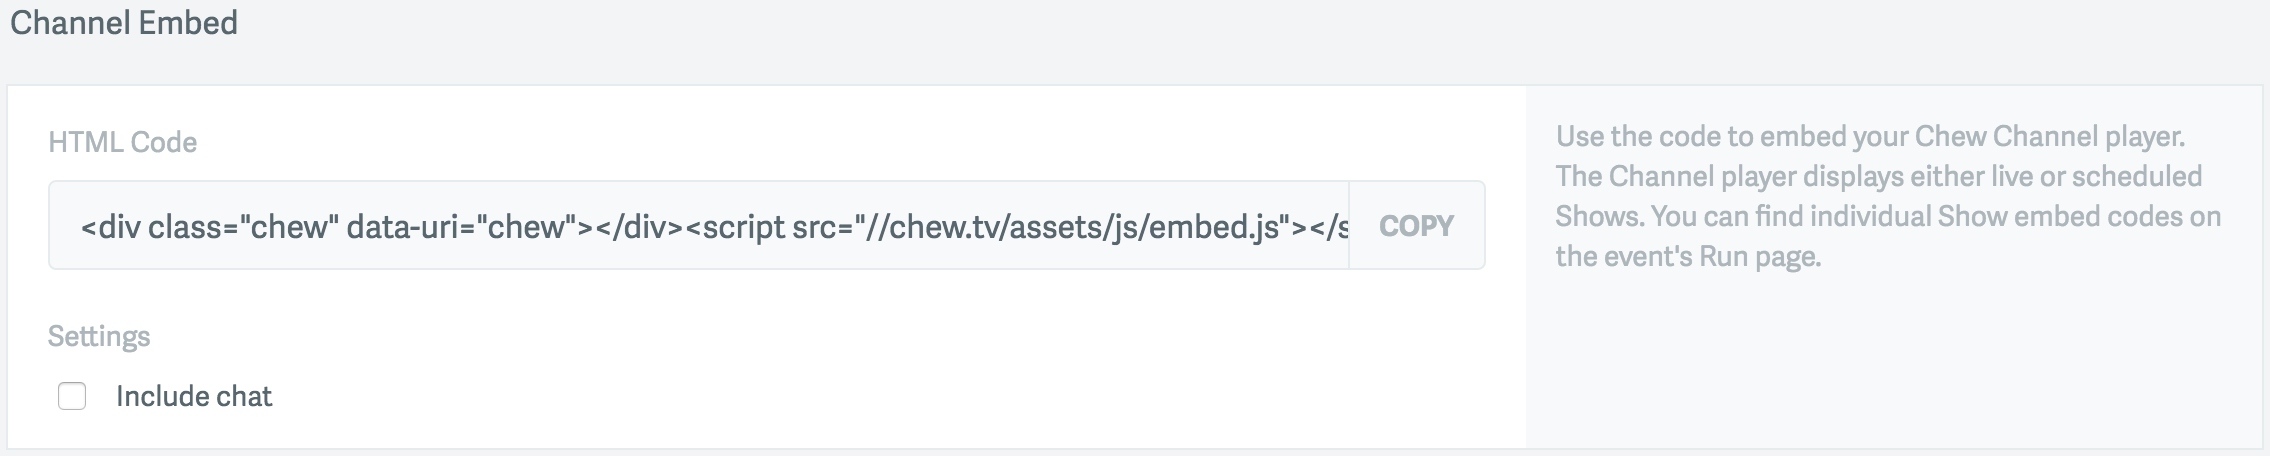 Channel Embed
HTML Code
<div class="chew" data-uri="chew"></div><script src="//chew.tv/assets/js/embed.js"></s
COPY
Settings
Include chat
Use the code to embed your Chew Channel player.
The Channel player displays either live or scheduled
Shows. You can find individual Show embed codes on
the event's Run page.